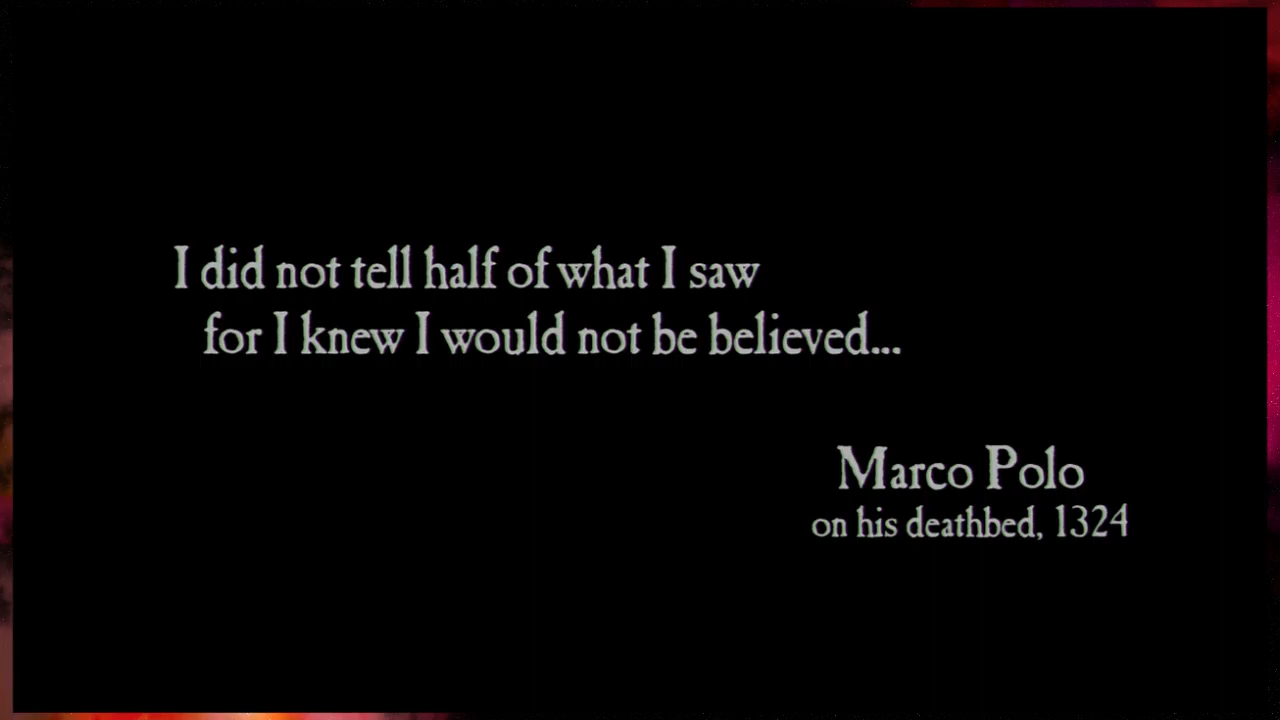 I did not tell half of what I saw
for I knew I would not be believed...
Marco Polo
on his deathbed, 1324